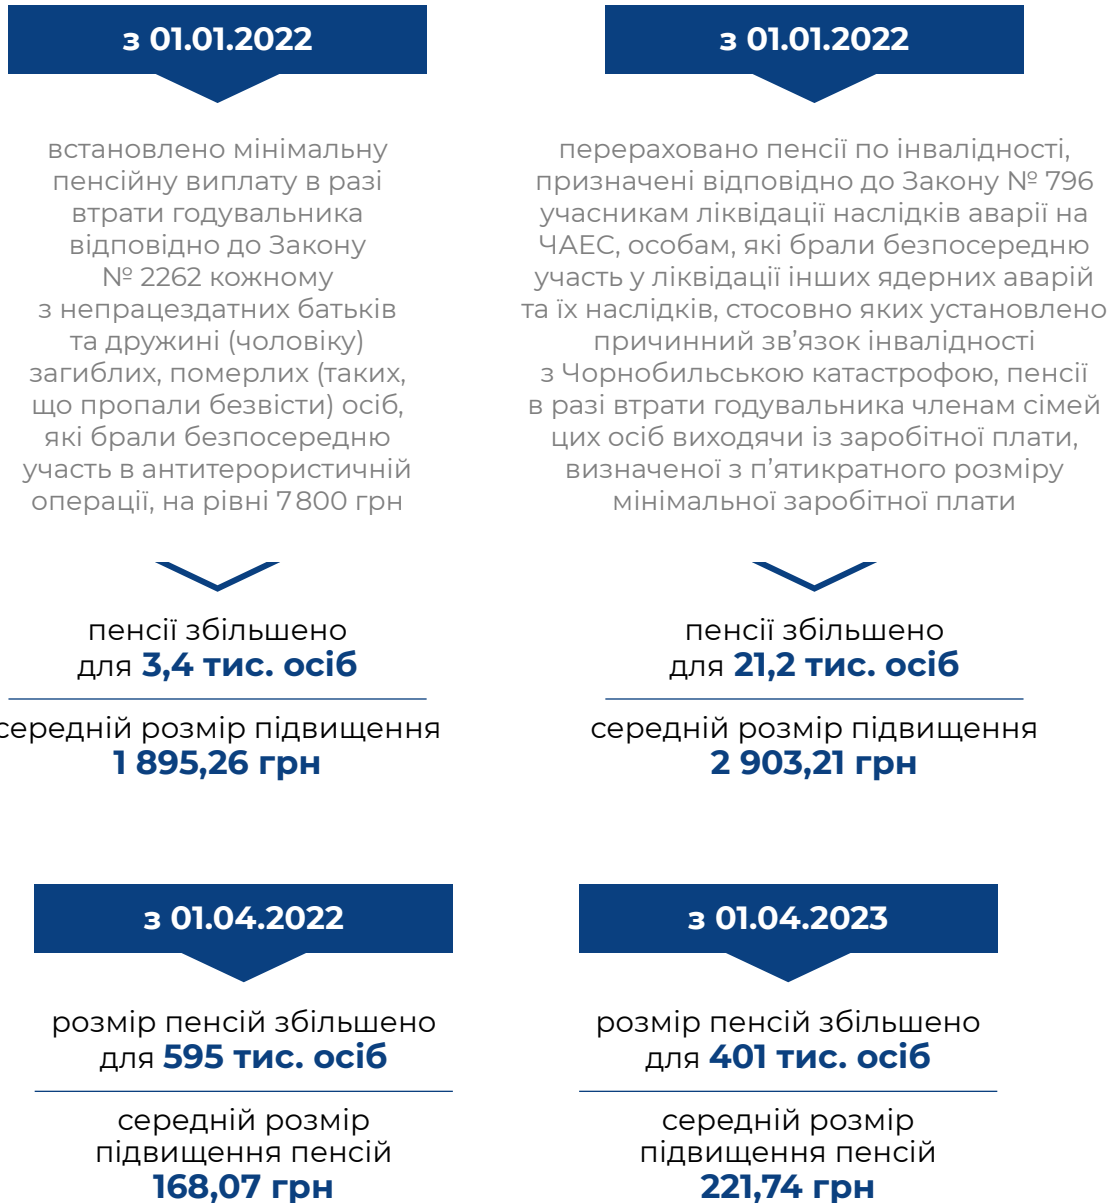 з 01.01.2022
встановлено мінімальну
пенсійну виплату в разі
втрати годувальника
відповідно до Закону
№ 2262 кожному
з непрацездатних батьків
та дружині (чоловіку)
загиблих, померлих (таких,
що пропали безвісти) осіб,
які брали безпосередню
участь в антитерористичній
операції, на рівні 7 800 грн
пенсії збільшено
для 3,4 тис. осіб
середній розмір підвищення
1 895,26 грн
з 01.01.2022
перераховано пенсії по інвалідності,
призначені відповідно до Закону № 796
учасникам ліквідації наслідків аварії на
ЧАЕС, особам, які брали безпосередню
участь у ліквідації інших ядерних аварій
та їх наслідків, стосовно яких установлено
причинний зв’язок інвалідності
з Чорнобильською катастрофою, пенсії
в разі втрати годувальника членам сімей
цих осіб виходячи із заробітної плати,
визначеної з п’ятикратного розміру
мінімальної заробітної плати
пенсії збільшено
для 21,2 тис. осіб
середній розмір підвищення
2 903,21 грн
з 01.04.2022
розмір пенсій збільшено
для 595 тис. осіб
середній розмір
підвищення пенсій
168,07 грн
з 01.04.2023
розмір пенсій збільшено
для 401 тис. осіб
середній розмір
підвищення пенсій
221,74 грн